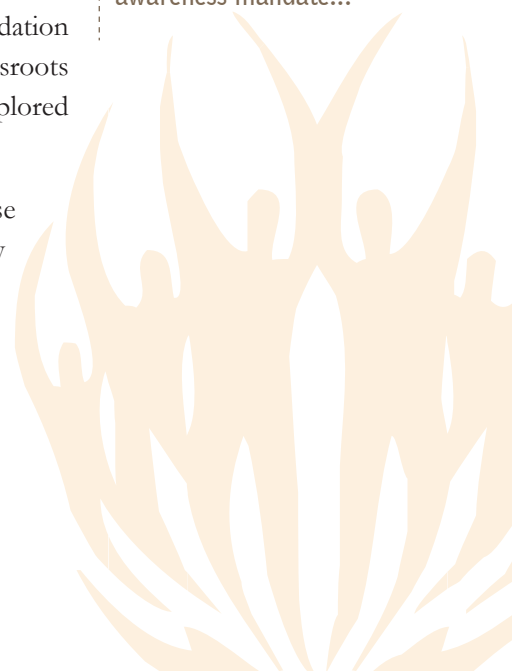 awareness mandate...
dation
sroots
plored
se
y